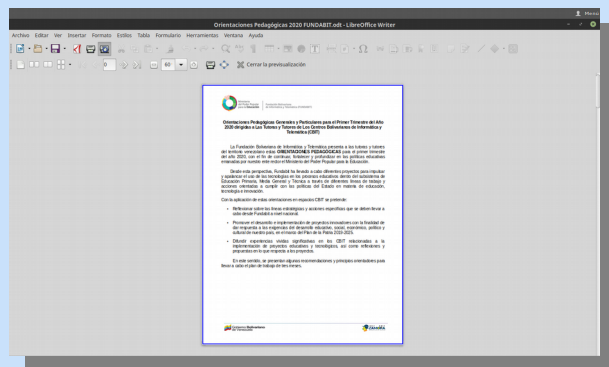 Menú
Orientaciones Pedagógicas 2020 FUNDABIT.odt - LibreOffice Writer
Archivo Editar Ver Insertar Formato Estilos Tabla Formulario Herramientas Ventana Ayuda
60 Cerrar la previsualización
Orientaciones Pedagógicas Generales y Particulares para el Primer Trimestre del Año
2020 dirigidas a Las Tutoras y Tutores de Los Centros Bolivarianos de Informática y
Telemática (CBIT)
La Fundación Bolivariana de Informática y Telemática presenta a las tutoras y tutores
del territorio venezolano estas ORIENTACIONES PEDAGÓGICAS para el primer trimestre
del año 2020, con el fin de continuar, fortalecer y profundizar en las políticas educativas
emanadas por nuestro ente rector el Ministerio del Poder Popular para la Educación.
Desde esta perspectiva, Fundabit ha llevado a cabo diferentes proyectos para impulsar
y apalancar el uso de las tecnologías en los procesos educativos dentro del subsistema de
Educación Primaria, Media General y Técnica a través de diferentes líneas de trabajo y
acciones orientadas a cumplir con las políticas del Estado en materia de educación,
tecnología e innovación.
Con la aplicación de estas orientaciones en espacios CBIT se pretende:
• Reflexionar sobre las líneas estratégicas y acciones específicas que se deben llevar a
cabo desde Fundabit a nivel nacional.
• Promover el desarrollo e implementación de proyectos innovadores con la finalidad de
dar respuesta a las exigencias del desarrollo educativo, social, económico, político y
cultural de nuestro país, en el marco del Plan de la Patria 2019-2025.
• Difundir experiencias vividas significativas en los CBIT relacionadas a la
implementación de proyectos educativos y tecnológicos, así como reflexiones y
propuestas en lo que respecta a los proyectos.
En este sentido, se presentan algunas recomendaciones y principios orientadores para
llevar a cabo el plan de trabajo de tres meses.
Gobierno Bolivariano
de Venezuela